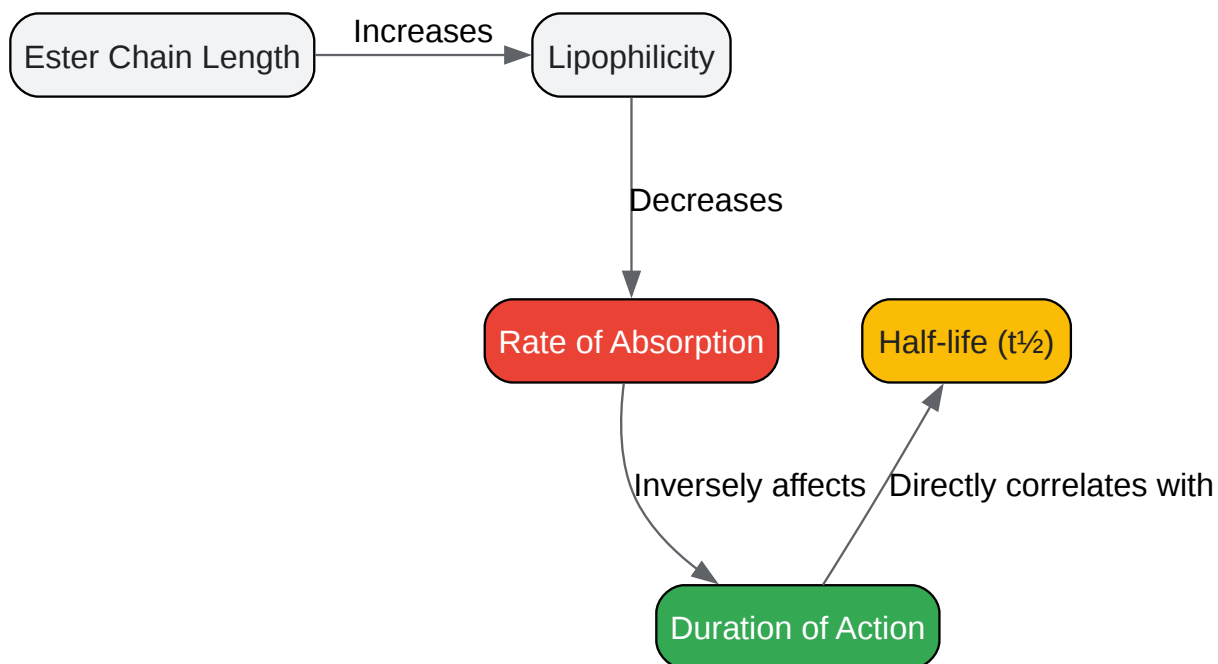 Ester Chain Length
Increases
Lipophilicity
Decreases
Rate of Absorption
Half-life (t½)
Inversely affects
Directly correlates with
Duration of Action